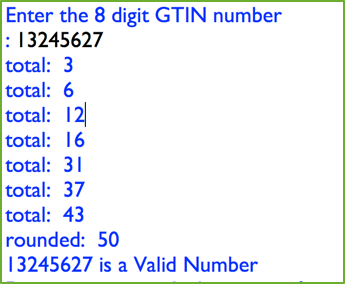 Enter the 8 digit GTIN number
: 13245627
total:  3
total:  6
total:  12
total:  16
total:  31
total:  37
total:  43
rounded:  50
13245627 is a Valid Number